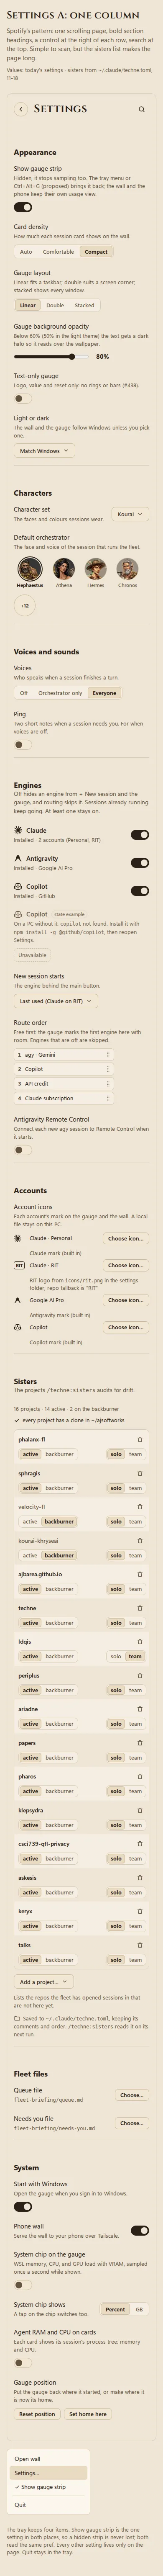 SETTINGS A: ONE COLUMN
Spotify's pattern: one scrolling page, bold section
headings, a control at the right end of a row, search at
the top. Simple to scan, but the sisters list makes the
page long.
Values: today's settings · sisters from ~/.claude/techne.toml,
11-18
SETTINGS
Appearance
Show gauge strip
Hidden, it stops sampling too. The tray menu or
Ctrl+Alt+G (proposed) brings it back; the wall and the
phone keep their own usage view.
Card density
How much each session card shows on the wall.
Auto Comfortable Compact
Gauge layout
Linear fits a taskbar; double suits a screen corner;
stacked shows every window.
Linear Double Stacked
Gauge background opacity
Below 60% (50% in the light theme) the text gets a dark
halo so it reads over the wallpaper.
80%
Text-only gauge
Logo, value and reset only: no rings or bars (#438).
Light or dark
The wall and the gauge follow Windows unless you pick
one.
Match Windows
Characters
Character set
The faces and colours sessions wear.
Kourai
Default orchestrator
The face and voice of the session that runs the fleet.
Hephaestus Athena Hermes Chronos
+12
Voices and sounds
Voices
Who speaks when a session finishes a turn.
Off Orchestrator only Everyone
Ping
Two short notes when a session needs you. For when
voices are off.
Engines
Off hides an engine from + New session and the
gauge, and routing skips it. Sessions already running
keep going. At least one stays on.
Claude
Installed · 2 accounts (Personal, RIT)
Antigravity
Installed · Google AI Pro
Copilot
Installed · GitHub
Copilot state example
On a PC without it: copilot not found. Install it with
npm install -g @github/copilot, then reopen
Settings.
Unavailable
New session starts
The engine behind the main button.
Last used (Claude on RIT)
Route order
Free first: the gauge marks the first engine here with
room. Engines that are off are skipped.
1 agy · Gemini
2 Copilot
3 API credit
4 Claude subscription
Antigravity Remote Control
Connect each new agy session to Remote Control when
it starts.
Accounts
Account icons
Each account's mark on the gauge and the wall. A local
file stays on this PC.
Claude · Personal Choose icon...
Claude mark (built in)
RIT Claude · RIT Choose icon...
RIT logo from icons/rit.png in the settings
folder; repo fallback is "RIT"
Google AI Pro Choose icon...
Antigravity mark (built in)
Copilot Choose icon...
Copilot mark (built in)
Sisters
The projects /techne:sisters audits for drift.
16 projects · 14 active · 2 on the backburner
✓ every project has a clone in ~/ajsoftworks
phalanx-fl
active backburner solo team
sphragis
active backburner solo team
velocity-fl
active backburner solo team
kourai-khryseai
active backburner solo team
ajbarea.github.io
active backburner solo team
techne
active backburner solo team
ldqis
active backburner solo team
periplus
active backburner solo team
ariadne
active backburner solo team
papers
active backburner solo team
pharos
active backburner solo team
klepsydra
active backburner solo team
csci739-qfl-privacy
active backburner solo team
askesis
active backburner solo team
keryx
active backburner solo team
talks
active backburner solo team
Add a project...
Lists the repos the fleet has opened sessions in that
are not here yet.
Saved to ~/.claude/techne.toml, keeping its
comments and order. /techne:sisters reads it on its
next run.
Fleet files
Queue file
fleet-briefing/queue.md
Choose...
Needs you file
fleet-briefing/needs-you.md
Choose...
System
Start with Windows
Open the gauge when you sign in to Windows.
Phone wall
Serve the wall to your phone over Tailscale.
System chip on the gauge
WSL memory, CPU, and GPU load with VRAM, sampled
once a second while shown.
System chip shows
A tap on the chip switches too.
Percent GB
Agent RAM and CPU on cards
Each card shows its session's process tree: memory
and CPU.
Gauge position
Put the gauge back where it started, or make where it
is now its home.
Reset position Set home here
Open wall
Settings...
✓ Show gauge strip
Quit
The tray keeps four items. Show gauge strip is the one
setting in both places, so a hidden strip is never lost; both
read the same pref. Every other setting lives only on the
page. Quit stays in the tray.